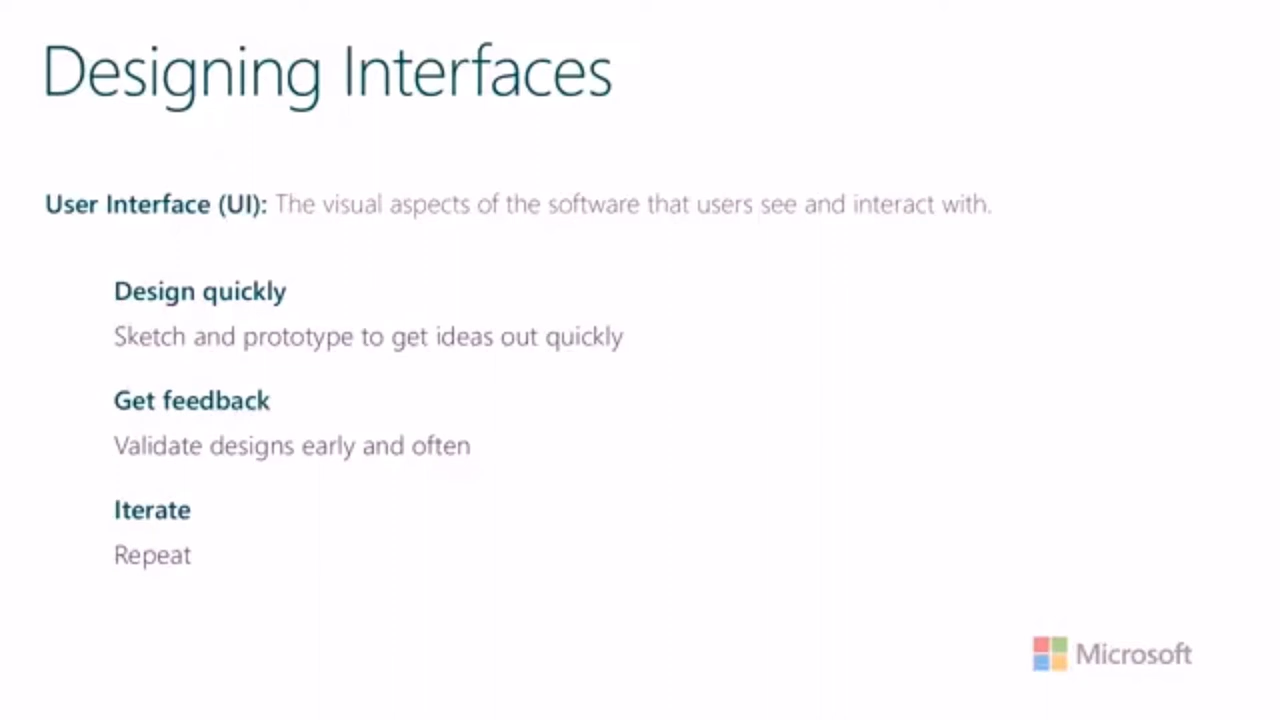 Designing Interfaces
User Interface (UI): The visual aspects of the software that users see and interact with.
Design quickly
Sketch and prototype to get ideas out quickly
Get feedback
Validate designs early and often
Iterate
Repeat
Microsoft